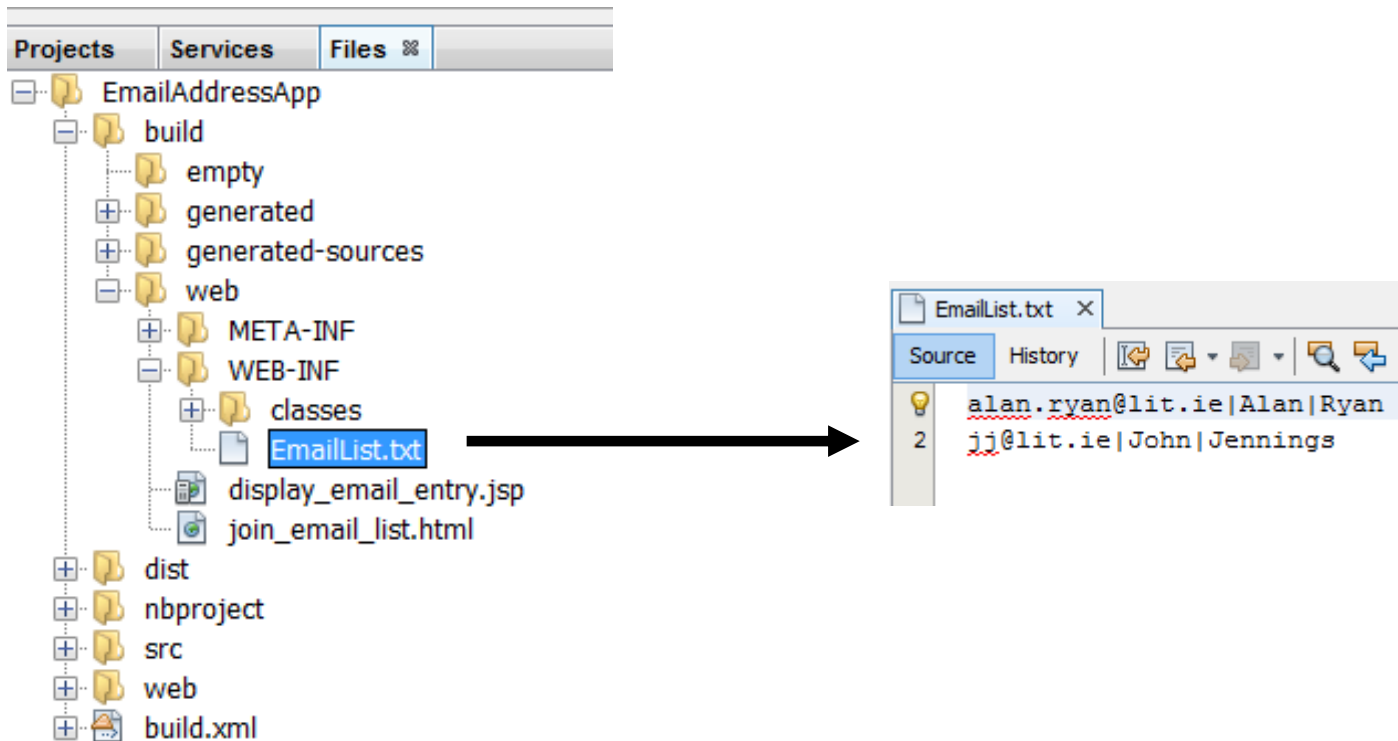 Projects Services Files
EmailAddressApp
build
empty
generated
generated-sources
web
META-INF
WEB-INF
classes
EmailList.txt
display_email_entry.jsp
join_email_list.html
dist
nbproject
src
web
build.xml
EmailList.txt
Source History
alan.ryan@lit.ie|Alan|Ryan
2 jj@lit.ie|John|Jennings